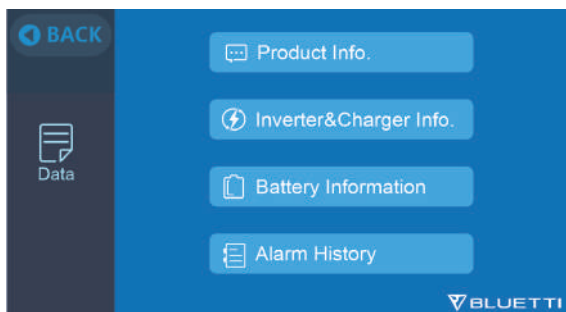 BACK
Data
Product Info.
Inverter&Charger Info.
Battery Information
Alarm History
BLUETTI